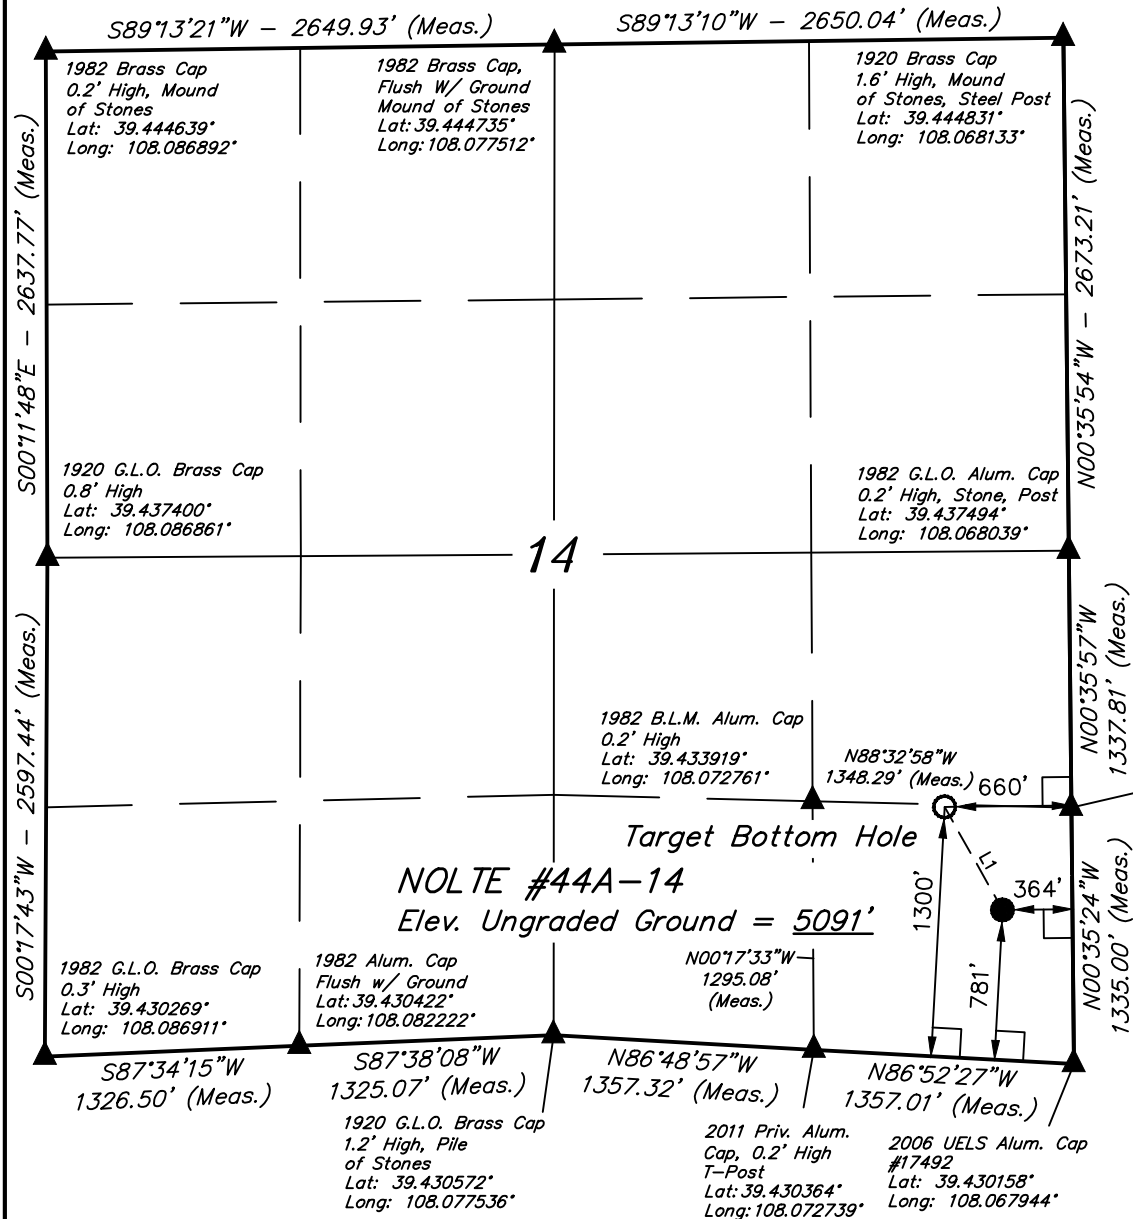 S89°13'21"W - 2649.93' (Meas.)
S89°13'10"W - 2650.04' (Meas.)
1982 Brass Cap
0.2' High, Mound
of Stones
Lat: 39.444639°
Long: 108.086892°
1982 Brass Cap,
Flush W/ Ground
Mound of Stones
Lat: 39.444735°
Long: 108.077512°
1920 Brass Cap
1.6' High, Mound
of Stones, Steel Post
Lat: 39.444831°
Long: 108.068133°
S00°11'48"E - 2637.77' (Meas.)
N00°35'54"W - 2673.21' (Meas.)
1920 G.L.O. Brass Cap
0.8' High
Lat: 39.437400°
Long: 108.086861°
1982 G.L.O. Alum. Cap
0.2' High, Stone, Post
Lat: 39.437494°
Long: 108.068039°
14
S00°17'43"W - 2597.44' (Meas.)
N00°35'57"W
1337.81' (Meas.)
1982 B.L.M. Alum. Cap
0.2' High
Lat: 39.433919°
Long: 108.072761°
N88°32'58"W
1348.29' (Meas.)
660'
Target Bottom Hole
L1
NOLTE #44A-14
Elev. Ungraded Ground = 5091'
1300'
364'
781'
N00°35'24"W
1335.00' (Meas.)
N00°17'33"W
1295.08'
(Meas.)
1982 G.L.O. Brass Cap
0.3' High
Lat: 39.430269°
Long: 108.086911°
1982 Alum. Cap
Flush w/ Ground
Lat: 39.430422°
Long: 108.082222°
S87°34'15"W
1326.50' (Meas.)
S87°38'08"W
1325.07' (Meas.)
N86°48'57"W
1357.32' (Meas.)
N86°52'27"W
1357.01' (Meas.)
1920 G.L.O. Brass Cap
1.2' High, Pile
of Stones
Lat: 39.430572°
Long: 108.077536°
2011 Priv. Alum.
Cap, 0.2' High
T-Post
Lat: 39.430364°
Long: 108.072739°
2006 UELS Alum. Cap
#17492
Lat: 39.430158°
Long: 108.067944°